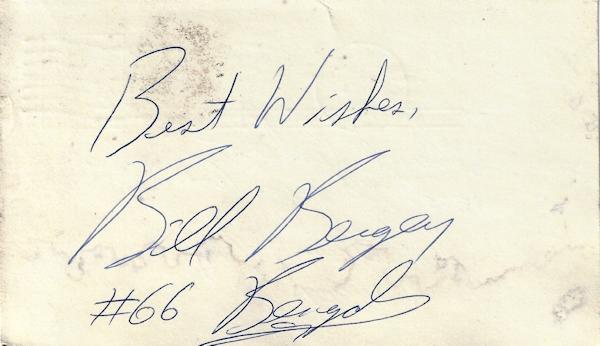 Best Wishes,
Bill Bergey
#66 Bengals